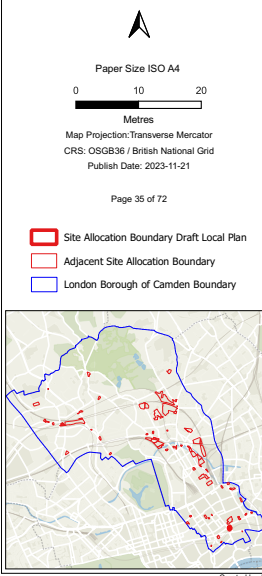 Paper Size ISO A4
0 10 20
Metres
Map Projection:Transverse Mercator
CRS: OSGB36 / British National Grid
Publish Date: 2023-11-21
Page 35 of 72
Site Allocation Boundary Draft Local Plan
Adjacent Site Allocation Boundary
London Borough of Camden Boundary